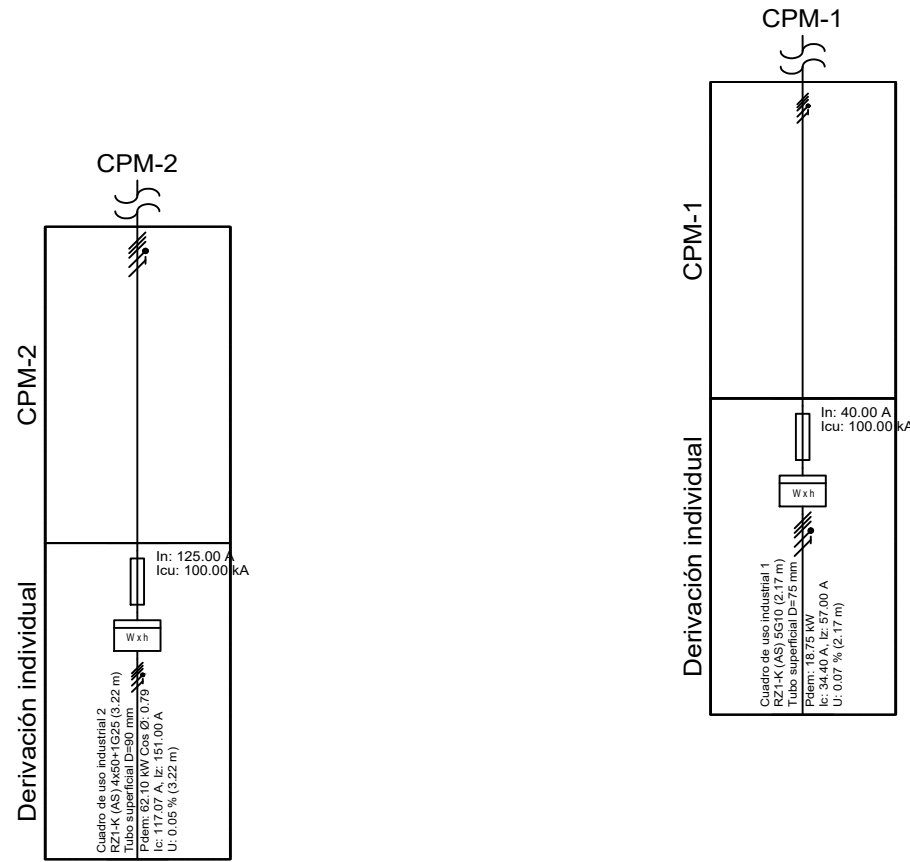 CPM-1
CPM-1
In: 40.00 A
Icu: 100.00 kA
W x h
Derivación individual
Cuadro de uso industrial 1
RZ1-K (AS) 5G10 (2.17 m)
Tubo superficial D=75 mm
Pdem: 18.75 kW
Ic: 34.40 A, Iz: 57.00 A
U: 0.07 % (2.17 m)
CPM-2
CPM-2
In: 125.00 A
Icu: 100.00 kA
W x h
Derivación individual
Cuadro de uso industrial 2
RZ1-K (AS) 4x50+1G25 (3.22 m)
Tubo superficial D=90 mm
Pdem: 62.10 kW Cos Ø: 0.79
Ic: 117.07 A, Iz: 151.00 A
U: 0.05 % (3.22 m)